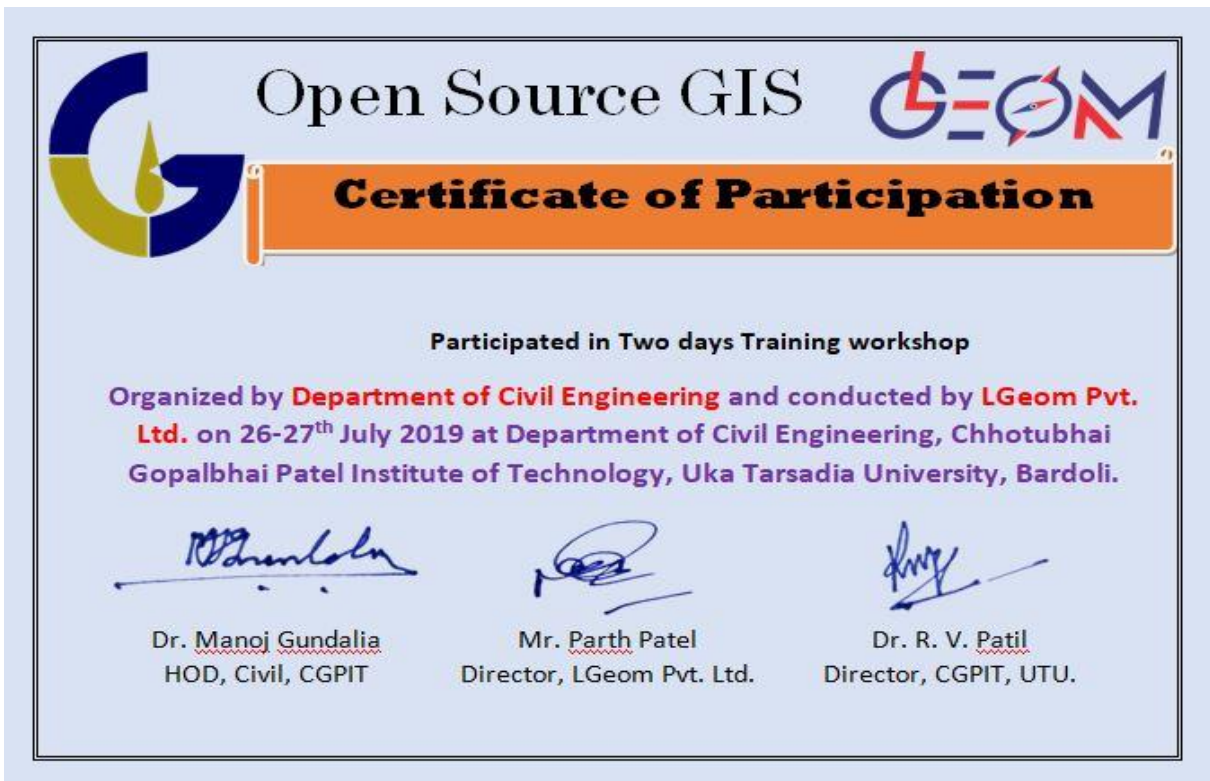 Open Source GIS
LGEOM
Certificate of Participation
Participated in Two days Training workshop
Organized by Department of Civil Engineering and conducted by LGeom Pvt.
Ltd. on 26-27th July 2019 at Department of Civil Engineering, Chhotubhai
Gopalbhai Patel Institute of Technology, Uka Tarsadia University, Bardoli.
Dr. Manoj Gundalia Mr. Parth Patel Dr. R. V. Patil
HOD, Civil, CGPIT Director, LGeom Pvt. Ltd. Director, CGPIT, UTU.